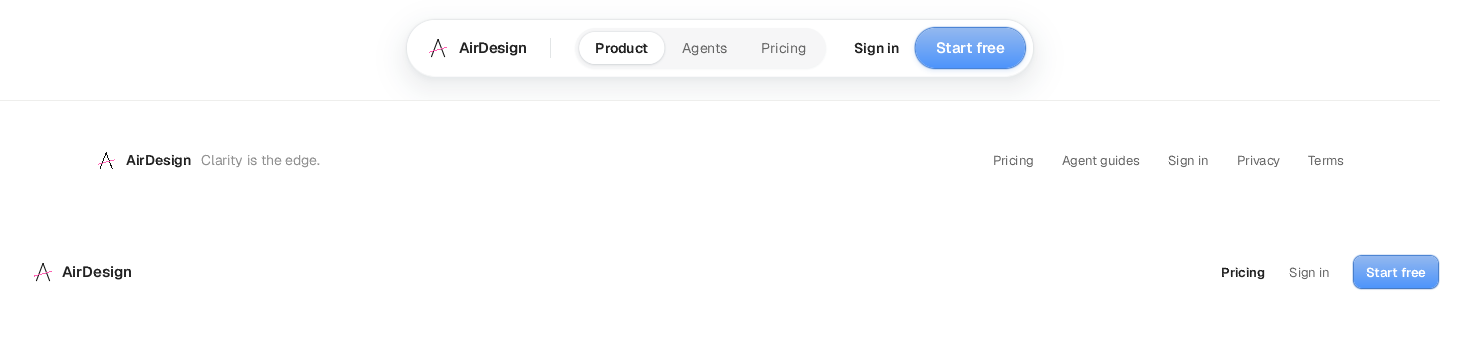 AirDesign Product Agents Pricing Sign in Start free
AirDesign Clarity is the edge. Pricing Agent guides Sign in Privacy Terms
AirDesign Pricing Sign in Start free